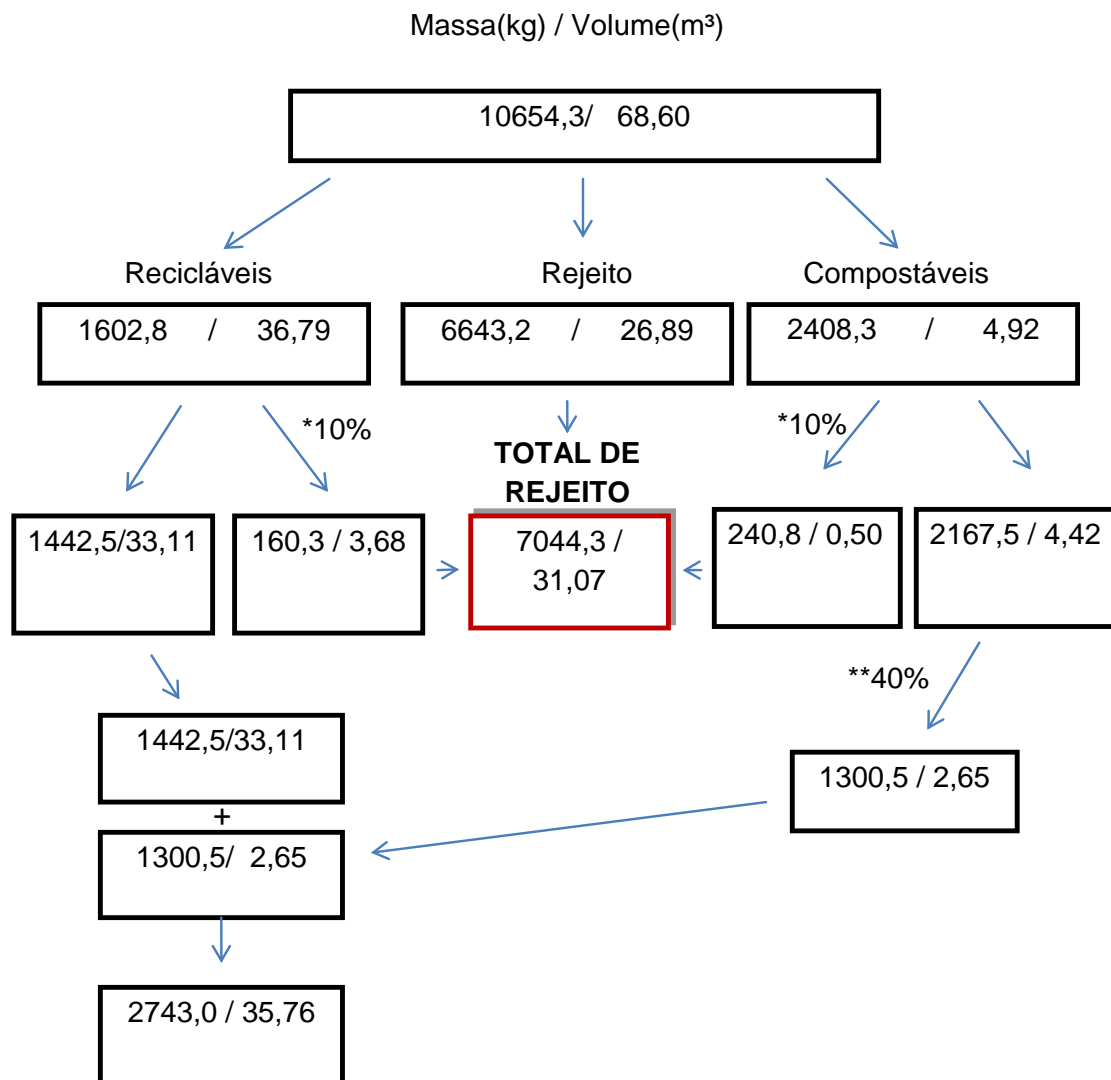 Massa(kg) / Volume(m³)
10654,3/ 68,60
Recicláveis
Rejeito
Compostáveis
1602,8 / 36,79
6643,2 / 26,89
2408,3 / 4,92
*10%
*10%
TOTAL DE
REJEITO
1442,5/33,11
160,3 / 3,68
7044,3 /
31,07
240,8 / 0,50
2167,5 / 4,42
**40%
1442,5/33,11
+
1300,5/ 2,65
1300,5 / 2,65
2743,0 / 35,76